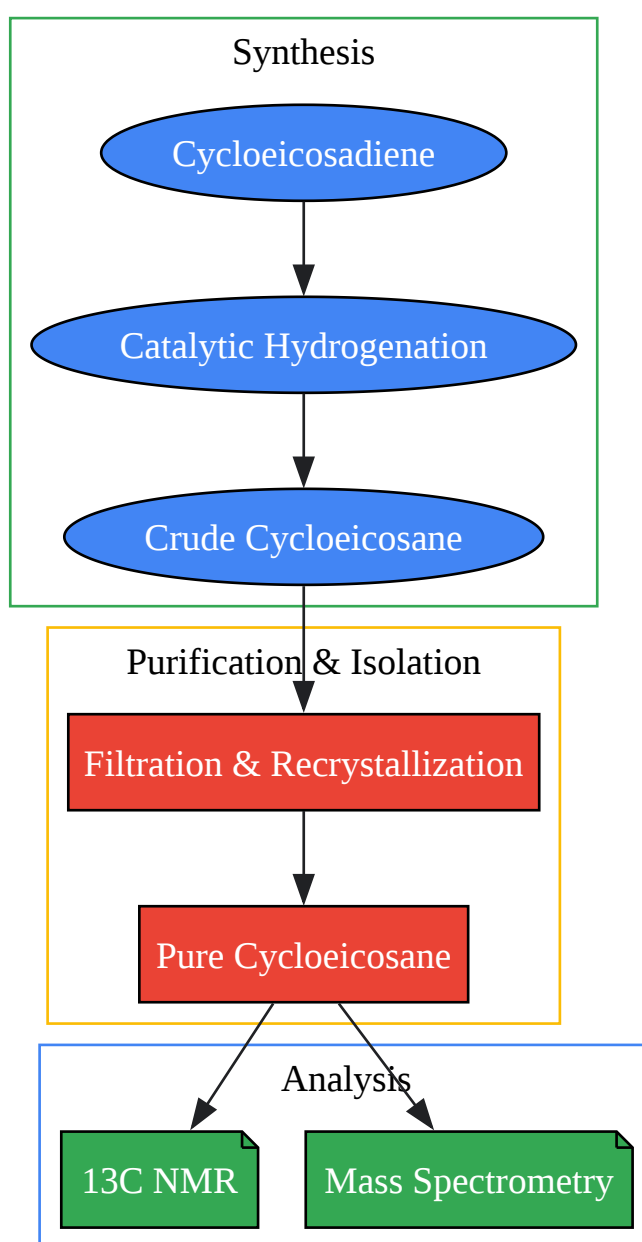 Synthesis
Cycloeicosadiene
Catalytic Hydrogenation
Crude Cycloeicosane
Purification & Isolation
Filtration & Recrystallization
Pure Cycloeicosane
Analysis
13C NMR
Mass Spectrometry